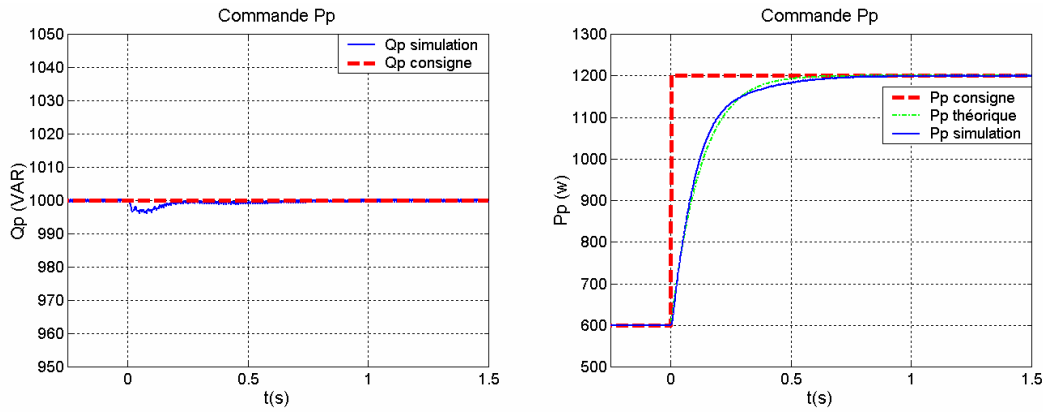 Commande Pp
1050
1040
1030
1020
1010
1000
990
980
970
960
950
Qp (VAR)
Qp simulation
Qp consigne
0
0.5
1
1.5
t(s)
Commande Pp
1300
1200
1100
1000
900
800
700
600
500
Pp (w)
Pp consigne
Pp théorique
Pp simulation
0
0.5
1
1.5
t(s)